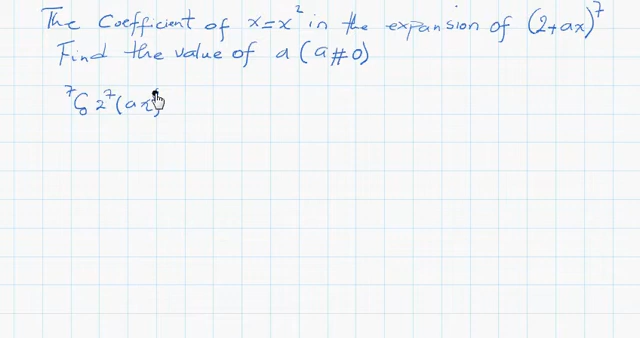 The Coefficient of x = x² in the expansion of (2+ax)⁷
Find the value of a (a ≠ 0)
⁷C₀ 2⁷ (ax)